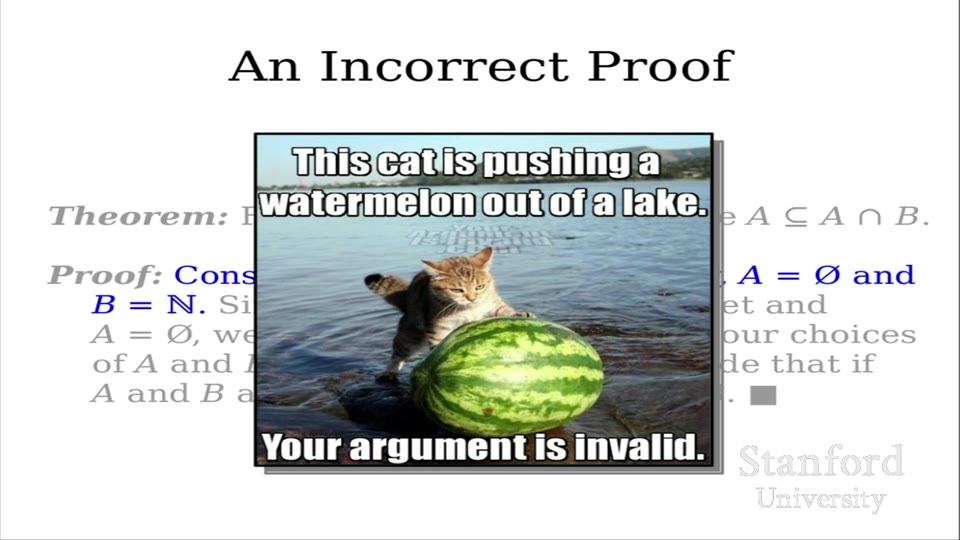 An Incorrect Proof
This cat is pushing a
watermelon out of a lake.
Theorem: A ⊆ A ∩ B.
Proof: Cons A = Ø and
B = ℕ. et and
A = Ø, we our choices
of A and de that if
A and B a . ■
Your argument is invalid.
Stanford
University